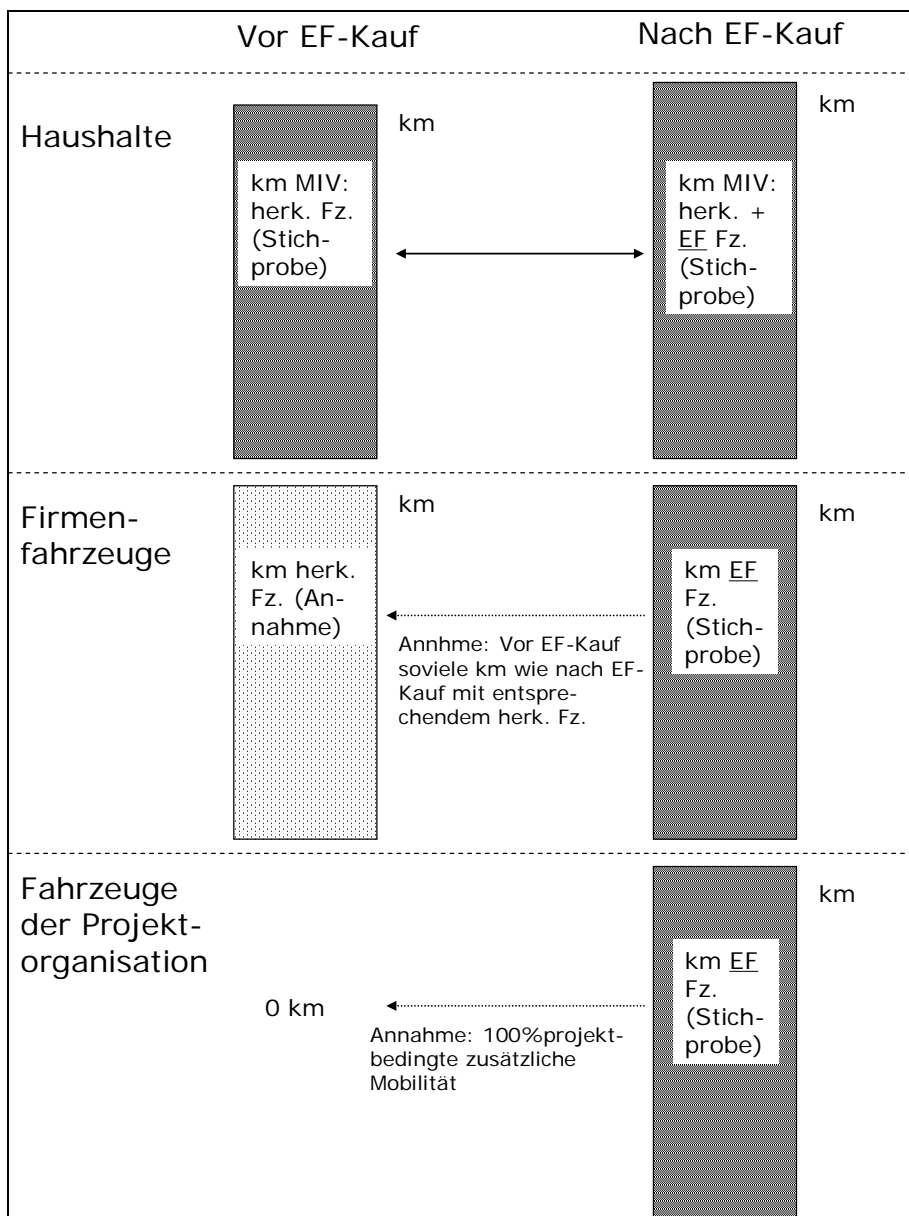 Vor EF-Kauf
Nach EF-Kauf
Haushalte
km
km
km MIV:
herk. Fz.
(Stich-
probe)
km MIV:
herk. +
EF Fz.
(Stich-
probe)
Firmen-
fahrzeuge
km
km
km herk.
Fz. (An-
nahme)
Annhme: Vor EF-Kauf
soviele km wie nach EF-
Kauf mit entspre-
chendem herk. Fz.
km EF
Fz.
(Stich-
probe)
Fahrzeuge
der Projekt-
organisation
km
0 km
Annahme: 100%projekt-
bedingte zusätzliche
Mobilität
km EF
Fz.
(Stich-
probe)